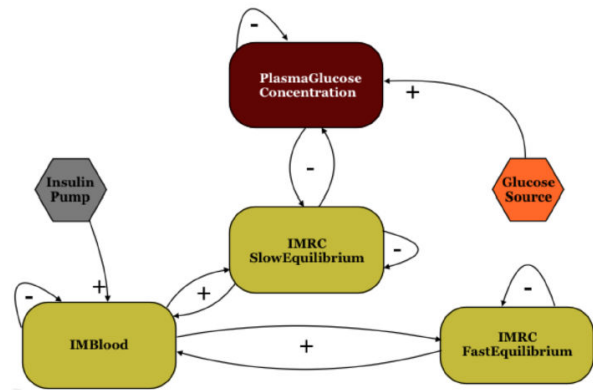 -
PlasmaGlucose
Concentration
+
-
Insulin
Pump
Glucose
Source
+
IMRC
SlowEquilibrium
-
+
-
IMBlood
+
-
IMRC
FastEquilibrium